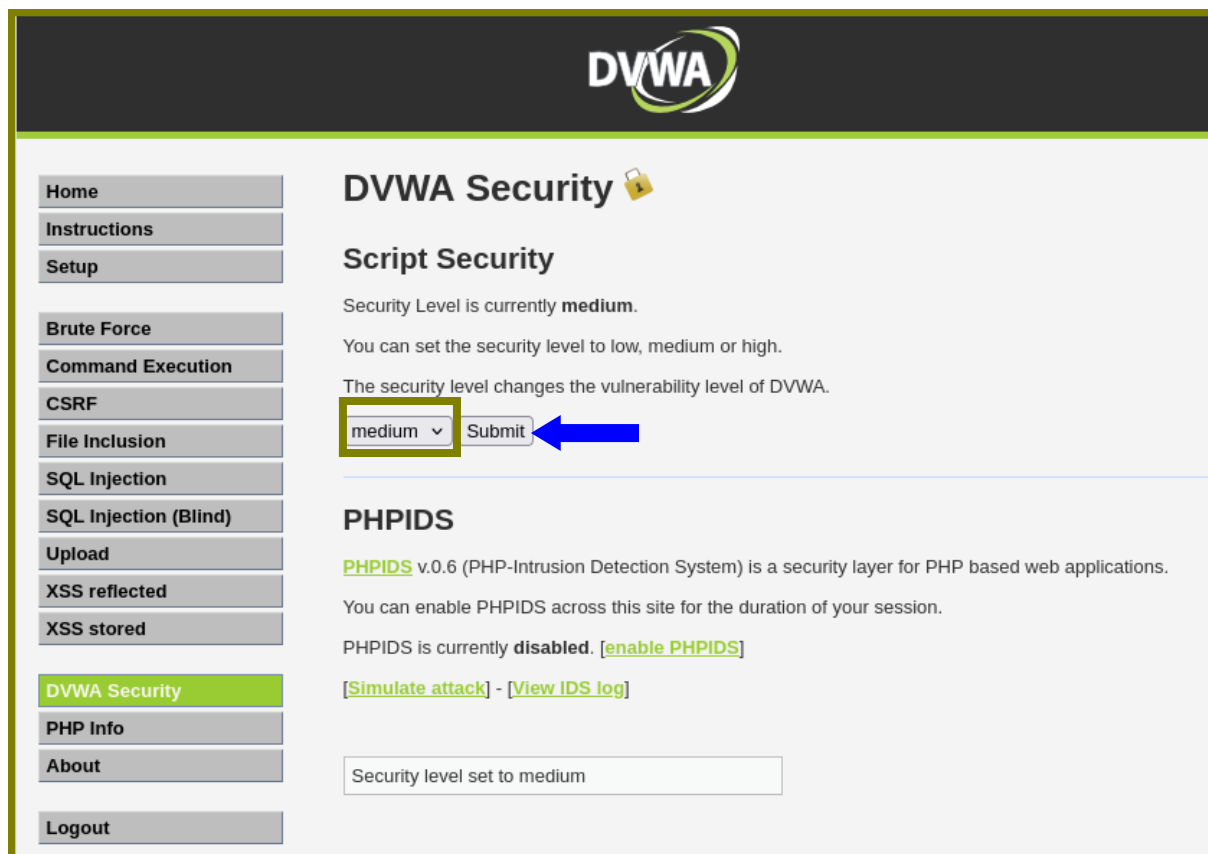 DVWA
Home
Instructions
Setup
Brute Force
Command Execution
CSRF
File Inclusion
SQL Injection
SQL Injection (Blind)
Upload
XSS reflected
XSS stored
DVWA Security
PHP Info
About
Logout
DVWA Security
Script Security
Security Level is currently medium.
You can set the security level to low, medium or high.
The security level changes the vulnerability level of DVWA.
medium Submit
PHPIDS
PHPIDS v.0.6 (PHP-Intrusion Detection System) is a security layer for PHP based web applications.
You can enable PHPIDS across this site for the duration of your session.
PHPIDS is currently disabled. [enable PHPIDS]
[Simulate attack] - [View IDS log]
Security level set to medium